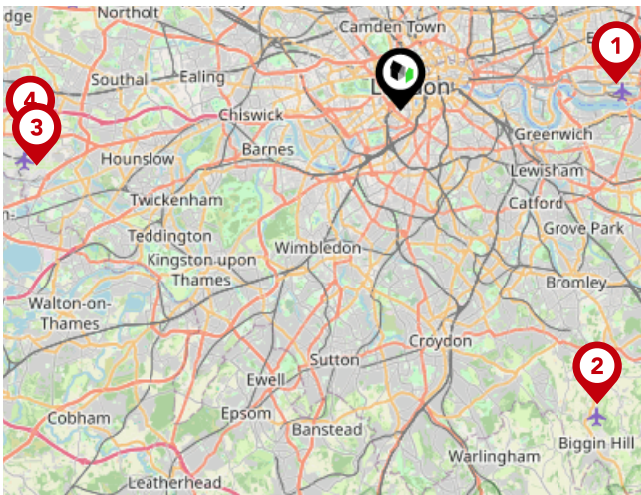 Northolt
Camden Town
1
Southal
Ealing
4
3
Chiswick
Greenwich
Hounslow
Barnes
Lewisham
Twickenham
Catford
Teddington
Grove Park
Wimbledon
Kingston upon
Thames
Bromley
Walton-on-
Thames
Croydon
Sutton
2
Ewell
Cobham
Epsom
Banstead
Biggin Hill
Warlingham
Leatherhead